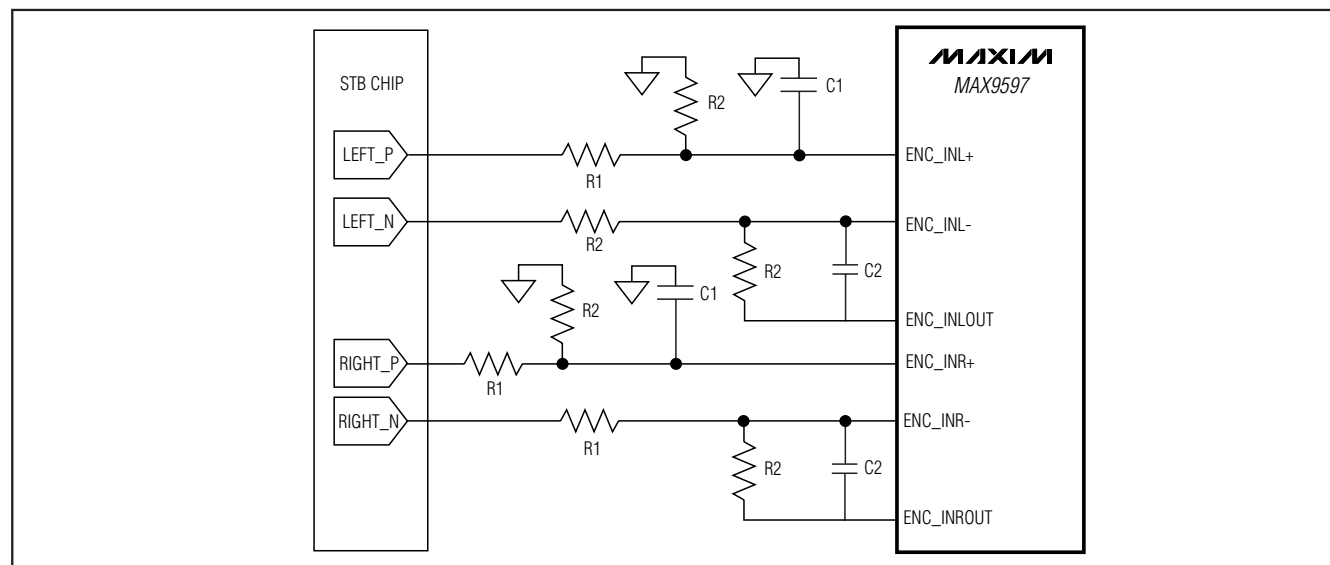 STB CHIP
MAXIM
MAX9597
R2
C1
LEFT_P
R1
ENC_INL+
LEFT_N
R2
ENC_INL-
R2
C2
R2
C1
ENC_INLOUT
RIGHT_P
R1
ENC_INR+
RIGHT_N
R1
ENC_INR-
R2
C2
ENC_INROUT